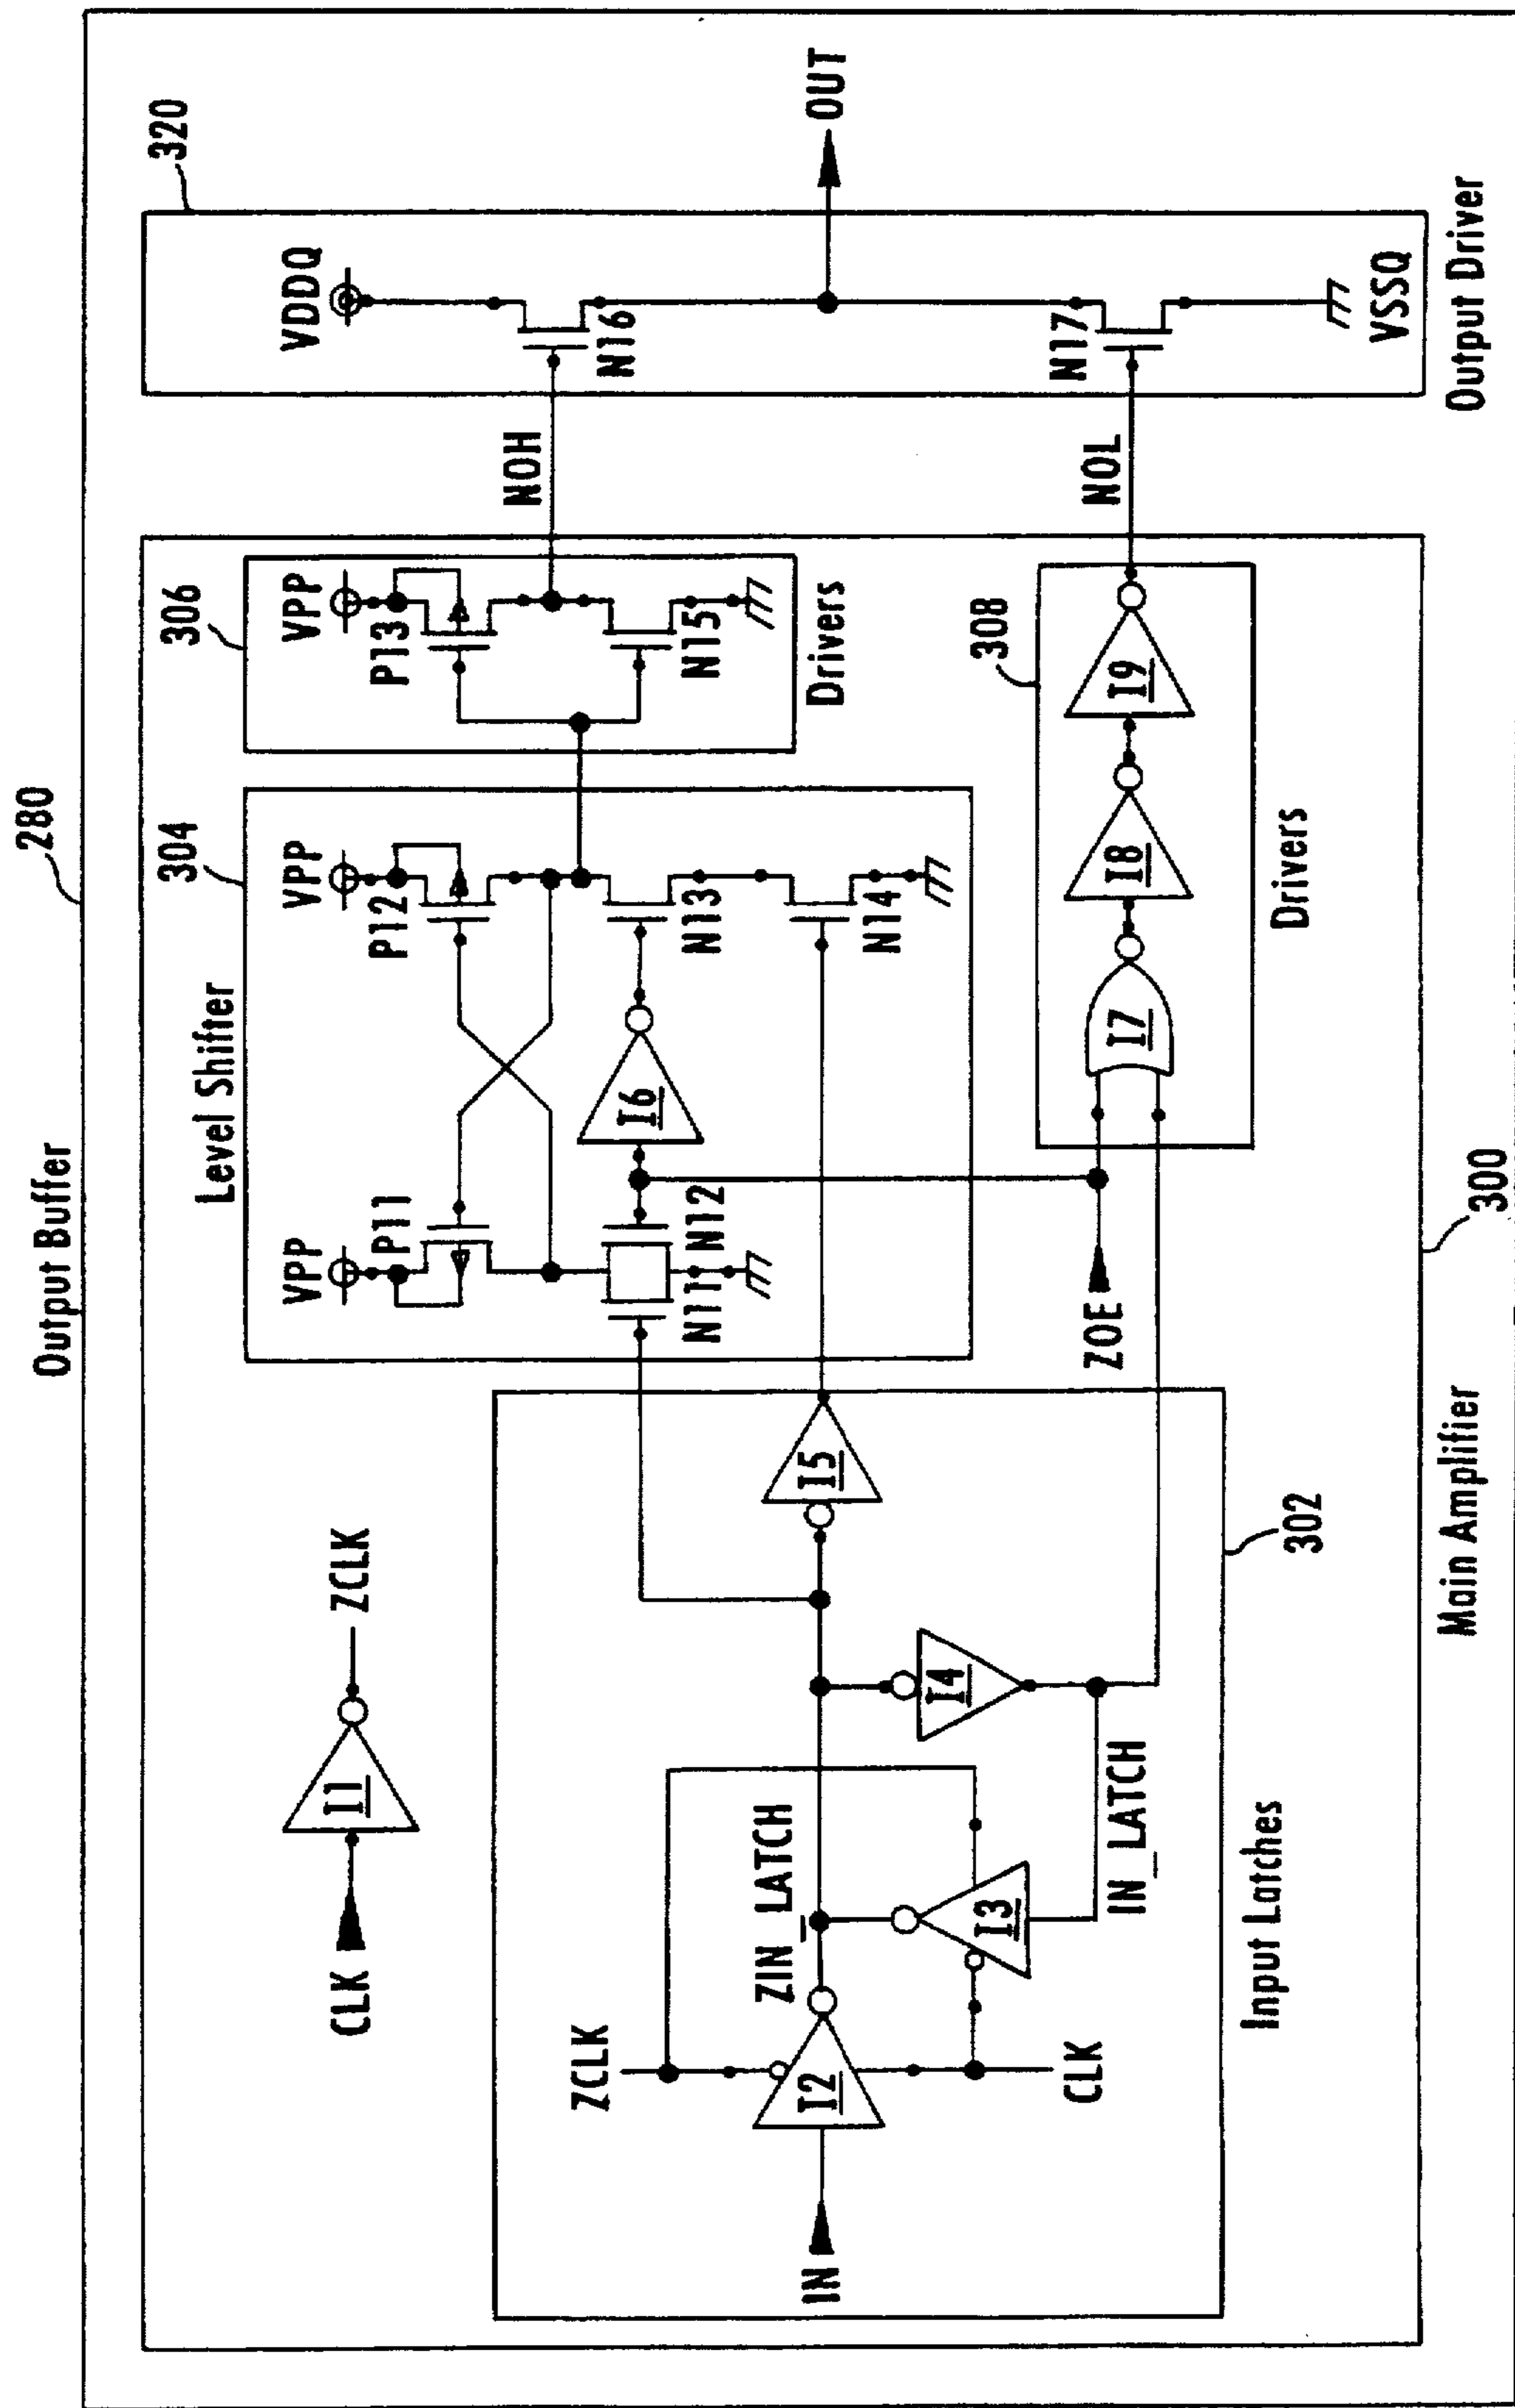 Output Buffer
280
320
VDDQ
N16
OUT
N17
VSSQ
Output Driver
NOH
NOL
306
VPP
P13
N15
Drivers
308
I9
I8
I7
Drivers
304
Level Shifter
VPP
P12
N13
N14
VPP
P11
I6
N11
N12
ZOE
300
Main Amplifier
CLK
I1
ZCLK
302
Input Latches
I5
I4
I3
I2
ZIN_LATCH
IN_LATCH
ZCLK
CLK
IN